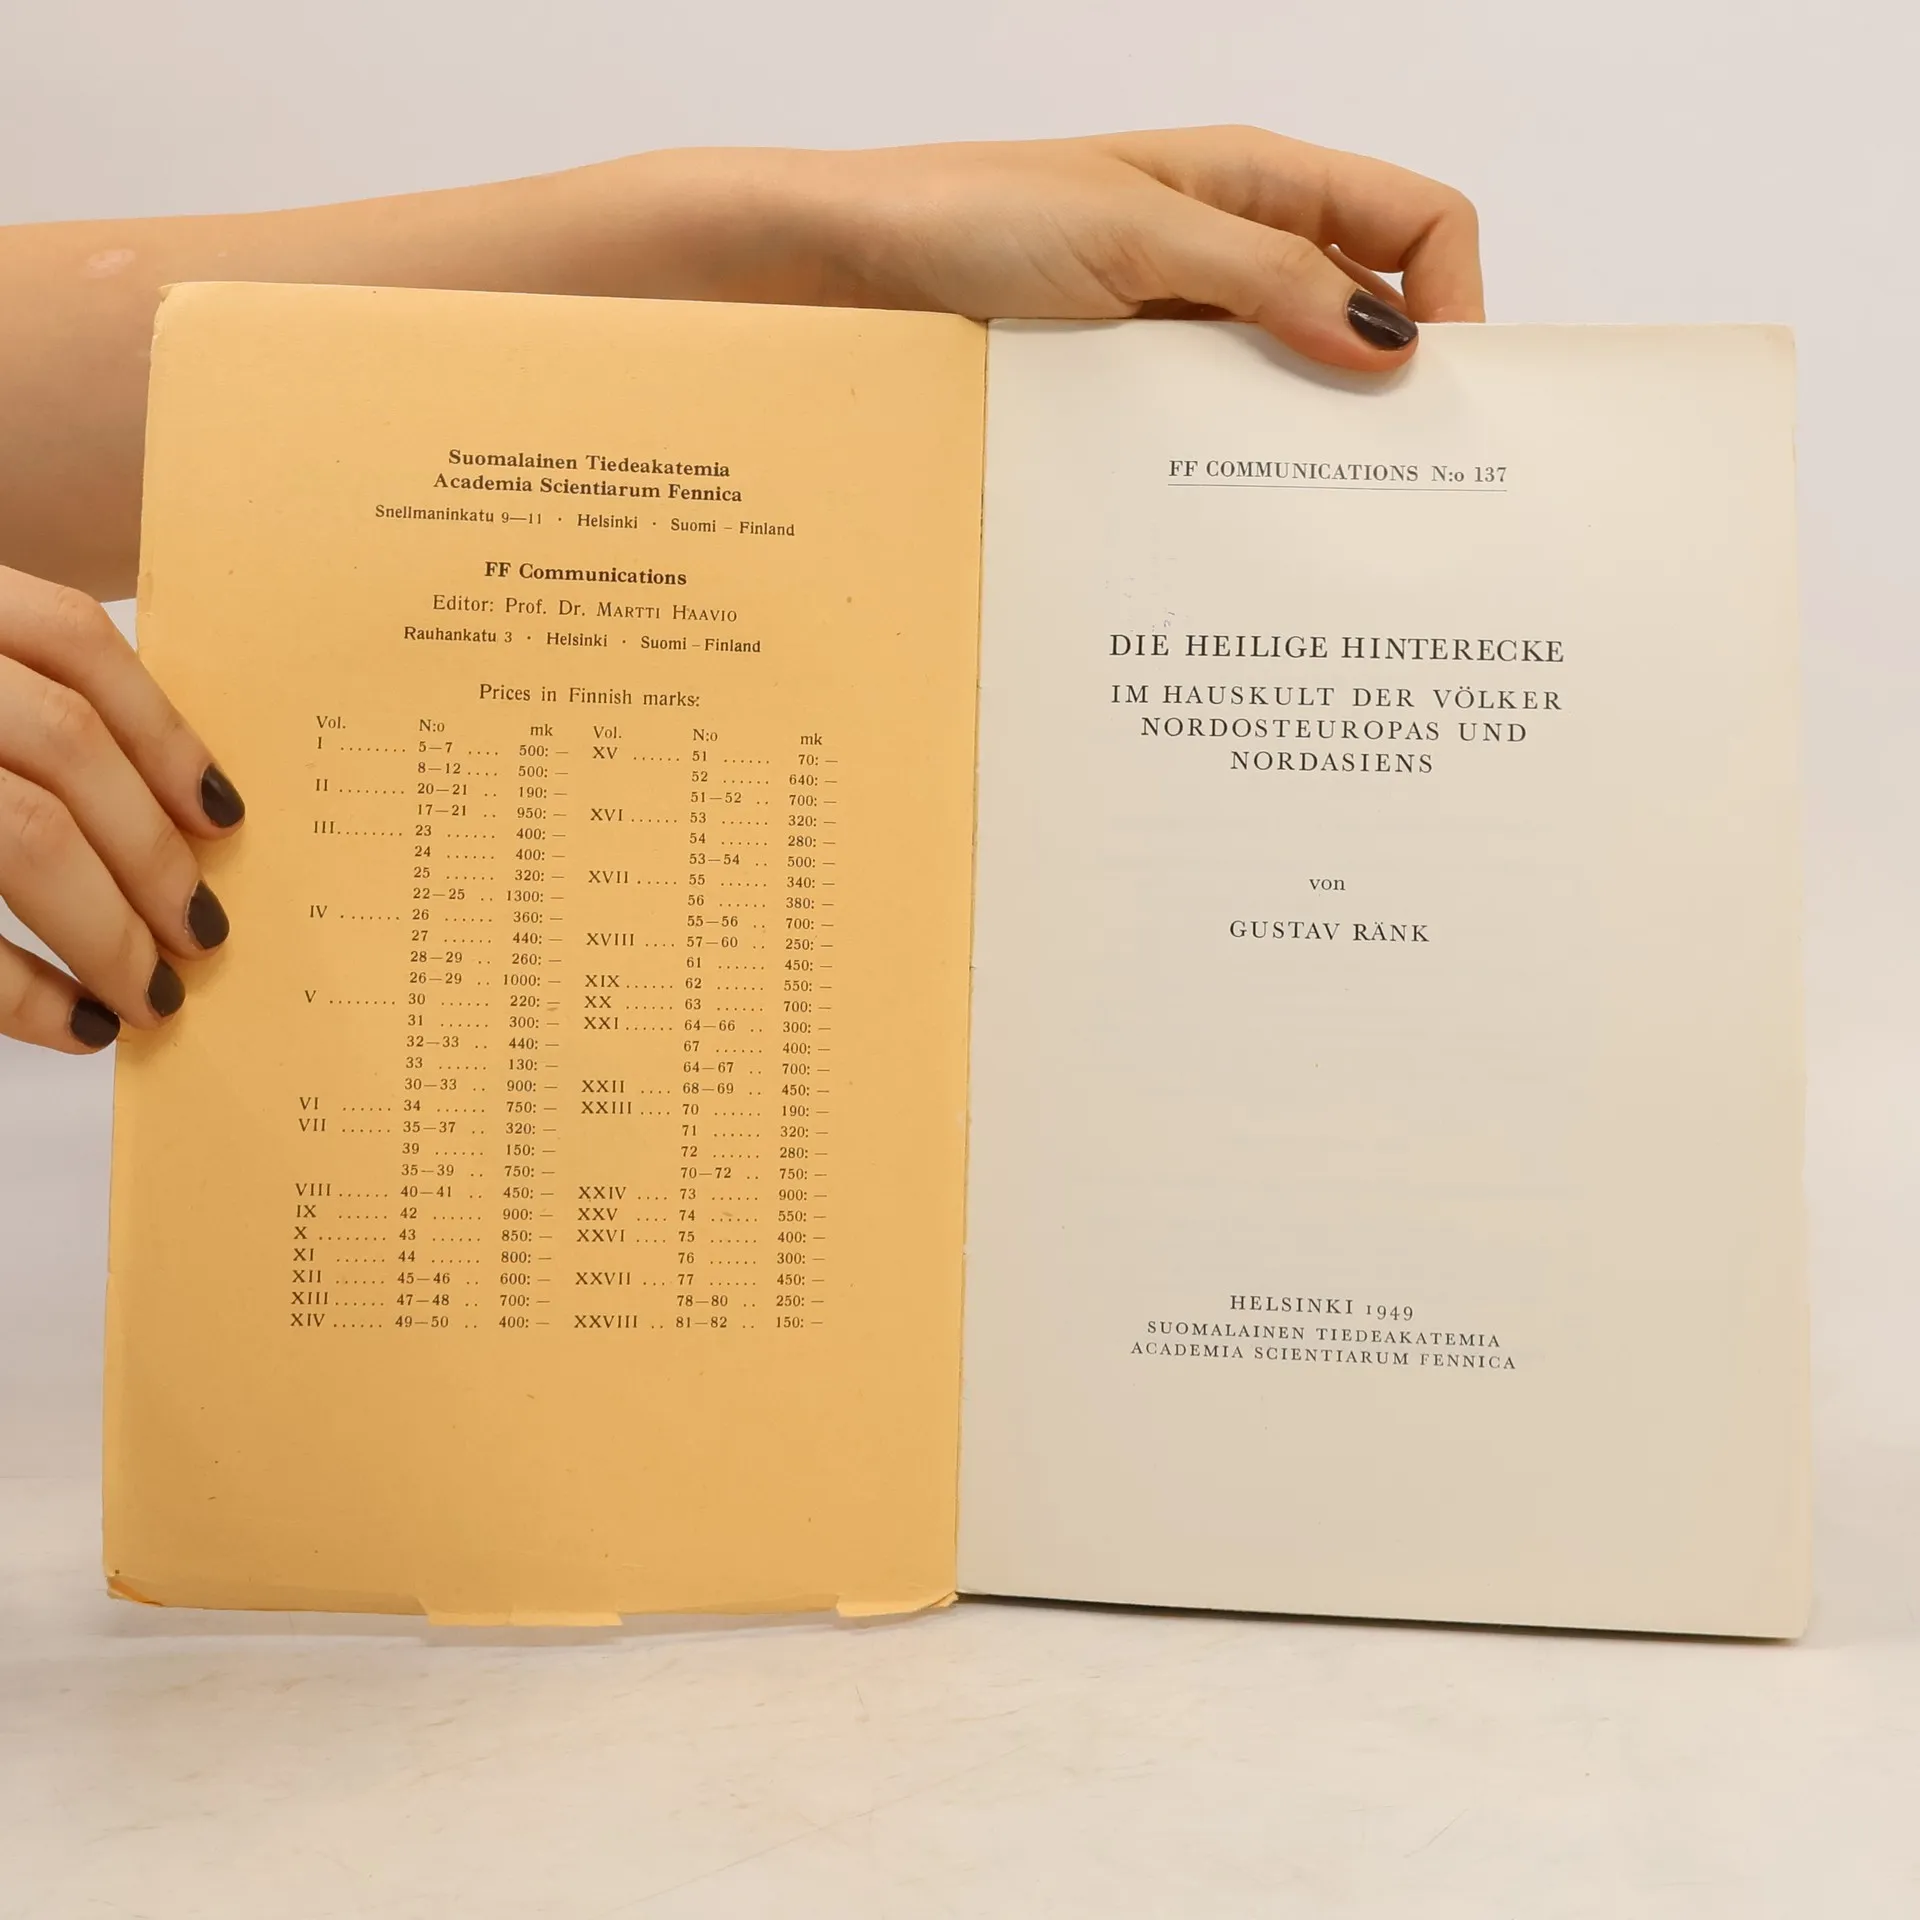 Suomalainen Tiedeakatemia
Academia Scientiarum Fennica
Snellmaninkatu 9—11 · Helsinki · Suomi – Finland
FF Communications
Editor: Prof. Dr. MARTTI HAAVIO
Rauhankatu 3 · Helsinki · Suomi – Finland
Prices in Finnish marks:
Vol. N:o mk
I ........ 5—7 .... 500: —
8—12 .... 500: —
II ........ 20—21 .. 190: —
17—21 .. 950: —
III........ 23 ...... 400: —
24 ...... 400: —
25 ...... 320: —
22—25 .. 1300: —
IV ....... 26 ...... 360: —
27 ...... 440: —
28—29 .. 260: —
26—29 .. 1000: —
V ........ 30 ...... 220: —
31 ...... 300: —
32—33 .. 440: —
33 ...... 130: —
30—33 .. 900: —
VI ...... 34 ...... 750: —
VII ...... 35—37 .. 320: —
39 ...... 150: —
35—39 .. 750: —
VIII ...... 40—41 .. 450: —
IX ...... 42 ...... 900: —
X ........ 43 ...... 850: —
XI ...... 44 ...... 800: —
XII ...... 45—46 .. 600: —
XIII ...... 47—48 .. 700: —
XIV ...... 49—50 .. 400: —
Vol. N:o mk
XV ...... 51 ...... 70: —
52 ...... 640: —
51—52 .. 700: —
XVI ...... 53 ...... 320: —
54 ...... 280: —
53—54 .. 500: —
XVII ..... 55 ...... 340: —
56 ...... 380: —
55—56 .. 700: —
XVIII .... 57—60 .. 250: —
61 ...... 450: —
XIX ...... 62 ...... 550: —
XX ...... 63 ...... 700: —
XXI ...... 64—66 .. 300: —
67 ...... 400: —
64—67 .. 700: —
XXII .... 68—69 .. 450: —
XXIII .... 70 ...... 190: —
71 ...... 320: —
72 ...... 280: —
70—72 .. 750: —
XXIV .... 73 ...... 900: —
XXV .... 74 ...... 550: —
XXVI .... 75 ...... 400: —
76 ...... 300: —
XXVII ... 77 ...... 450: —
78—80 .. 250: —
XXVIII .. 81—82 .. 150: —
FF COMMUNICATIONS N:o 137
DIE HEILIGE HINTERECKE
IM HAUSKULT DER VÖLKER
NORDOSTEUROPAS UND
NORDASIENS
von
GUSTAV RÄNK
HELSINKI 1949
SUOMALAINEN TIEDEAKATEMIA
ACADEMIA SCIENTIARUM FENNICA